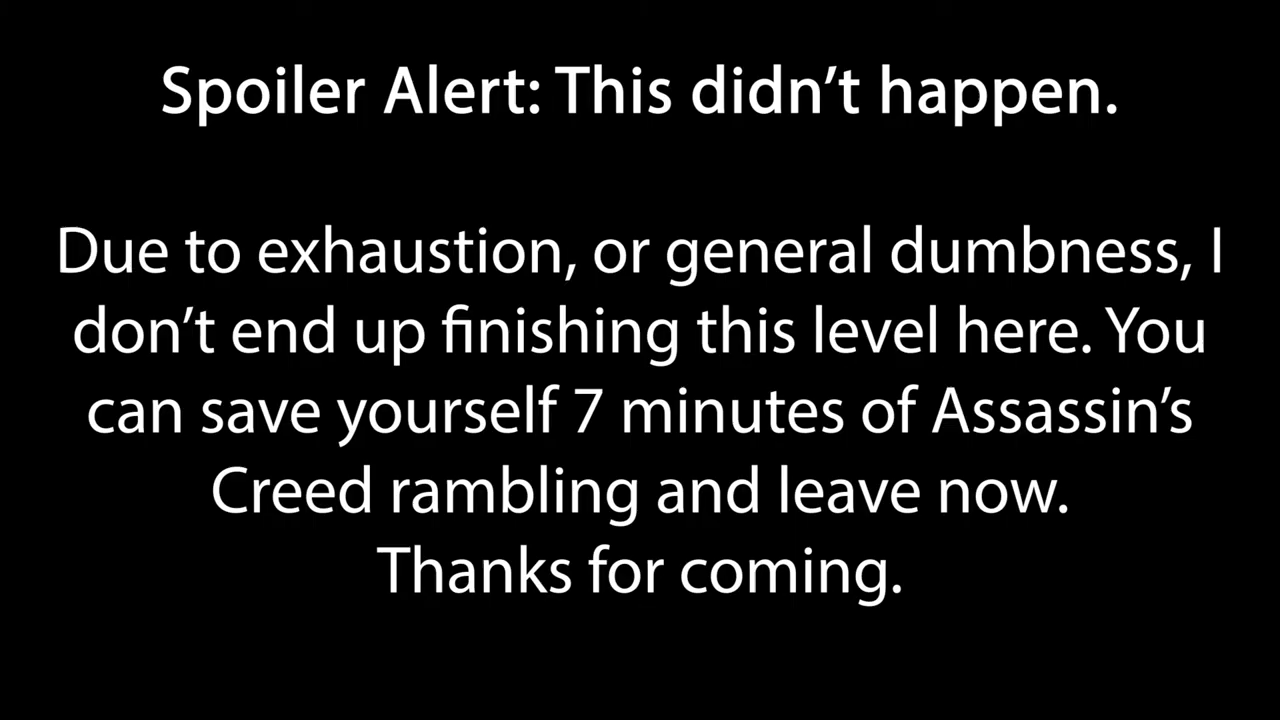 Spoiler Alert: This didn’t happen.
Due to exhaustion, or general dumbness, I
don’t end up finishing this level here. You
can save yourself 7 minutes of Assassin’s
Creed rambling and leave now.
Thanks for coming.